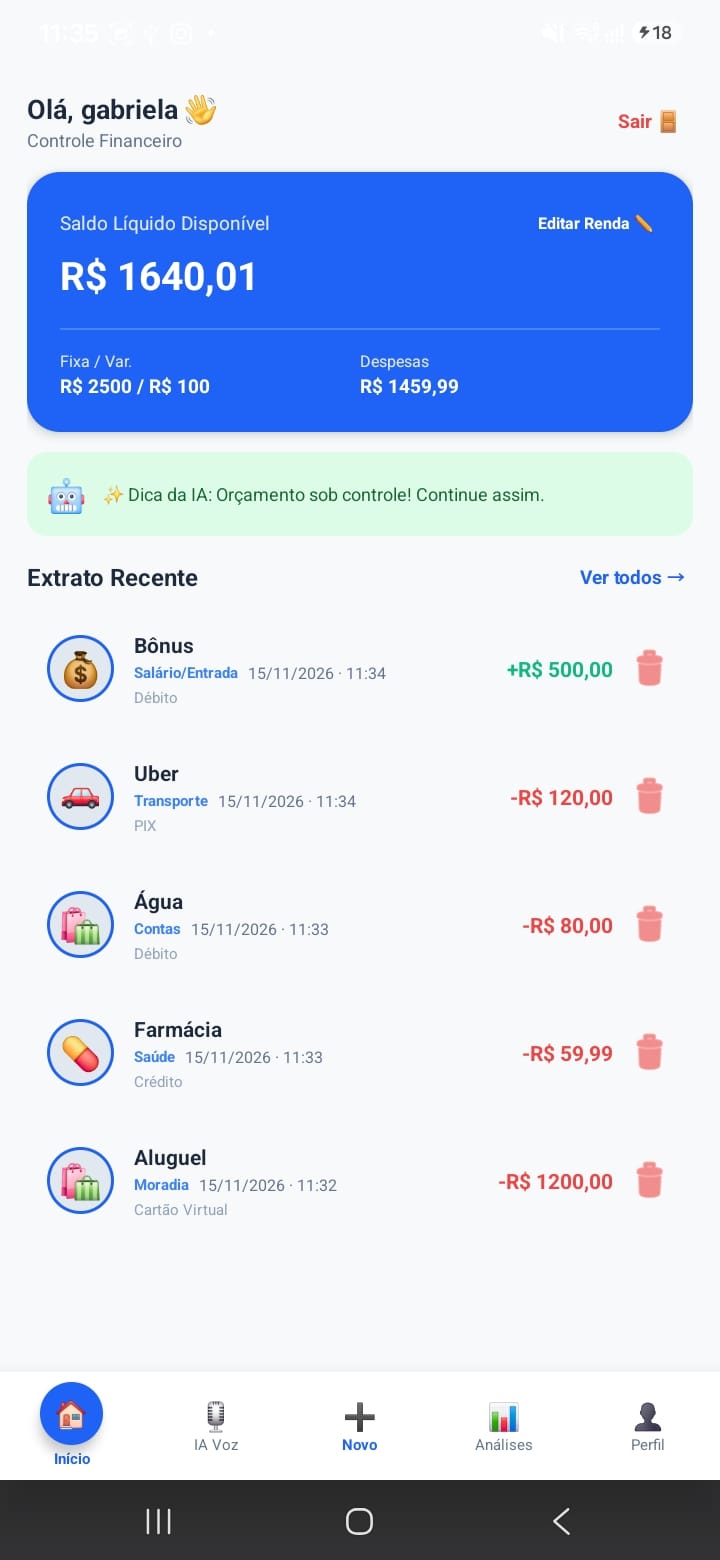 11:35
18
Olá, gabriela
Sair
Controle Financeiro
Saldo Líquido Disponível
Editar Renda
R$ 1640,01
Fixa / Var.
Despesas
R$ 2500 / R$ 100
R$ 1459,99
Dica da IA: Orçamento sob controle! Continue assim.
Extrato Recente
Ver todos →
Bônus
Salário/Entrada 15/11/2026 · 11:34
Débito
+R$ 500,00
Uber
Transporte 15/11/2026 · 11:34
PIX
-R$ 120,00
Água
Contas 15/11/2026 · 11:33
Débito
-R$ 80,00
Farmácia
Saúde 15/11/2026 · 11:33
Crédito
-R$ 59,99
Aluguel
Moradia 15/11/2026 · 11:32
Cartão Virtual
-R$ 1200,00
Início
IA Voz
Novo
Análises
Perfil